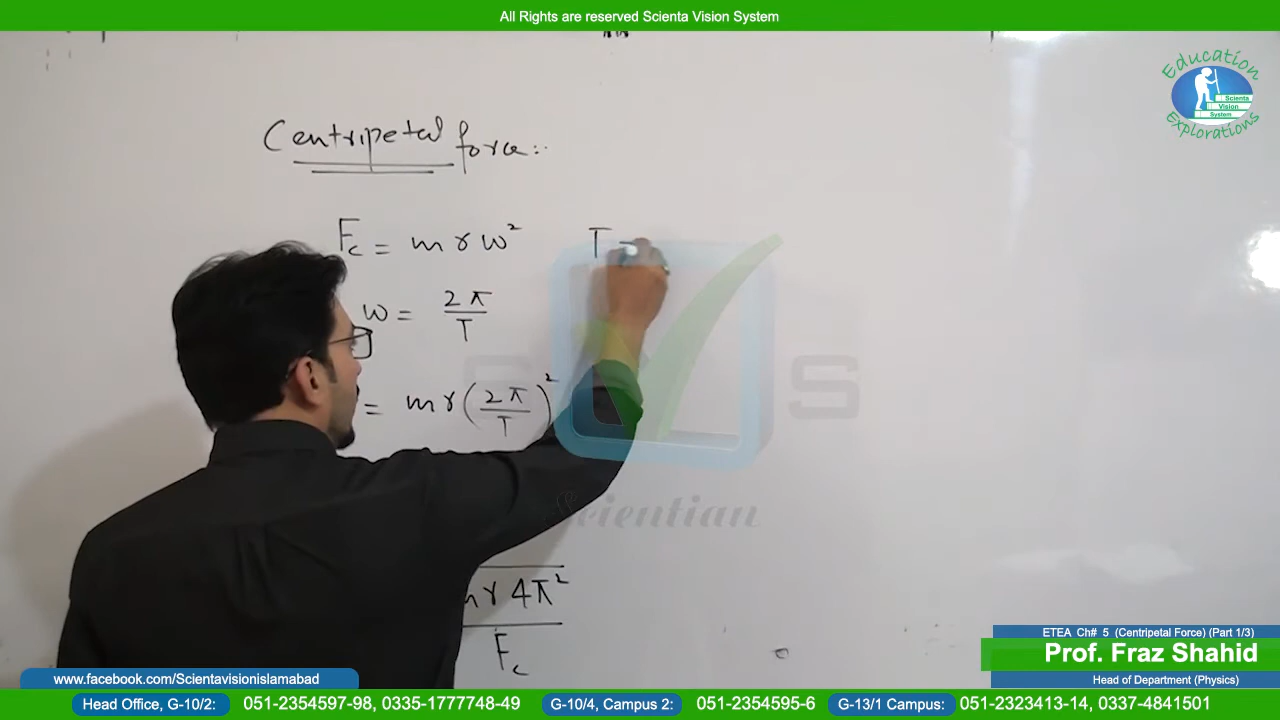 All Rights are reserved Scienta Vision System
Education
Scienta
Vision
System
Explorations
Centripetal force:
F_c = m r ω²
T =
ω = 2π/T
= m r (2π/T)²
S
Scientian
r 4π²
F_c
ETEA Ch# 5 (Centripetal Force) (Part 1/3)
Prof. Fraz Shahid
Head of Department (Physics)
www.facebook.com/Scientavisionislamabad
Head Office, G-10/2: 051-2354597-98, 0335-1777748-49 G-10/4, Campus 2: 051-2354595-6 G-13/1 Campus: 051-2323413-14, 0337-4841501